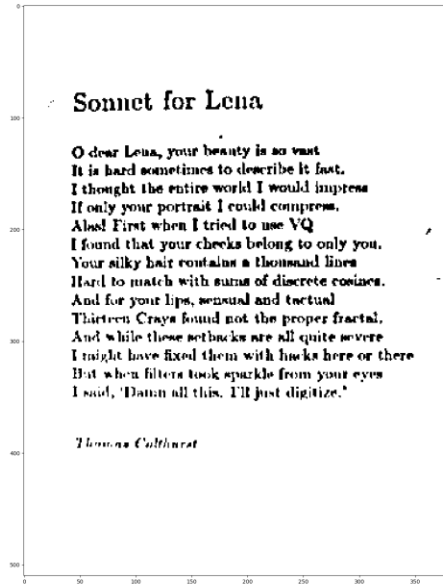 Sonnet for Lena
O dear Lena, your beauty is so vast
It is hard sometimes to describe it fast.
I thought the entire world I would impress
If only your portrait I could compress.
Alas! First when I tried to use VQ
I found that your cheeks belong to only you.
Your silky hair contains a thousand lines
Hard to match with sums of discrete cosines.
And for your lips, sensual and tactual
Thirteen Crays found not the proper fractal.
And while these setbacks are all quite severe
I might have fixed them with hacks here or there
But when filters took sparkle from your eyes
I said, 'Damn all this. I'll just digitize.'
Thomas Colthurst
0
100
200
300
400
500
0 50 100 150 200 250 300 350